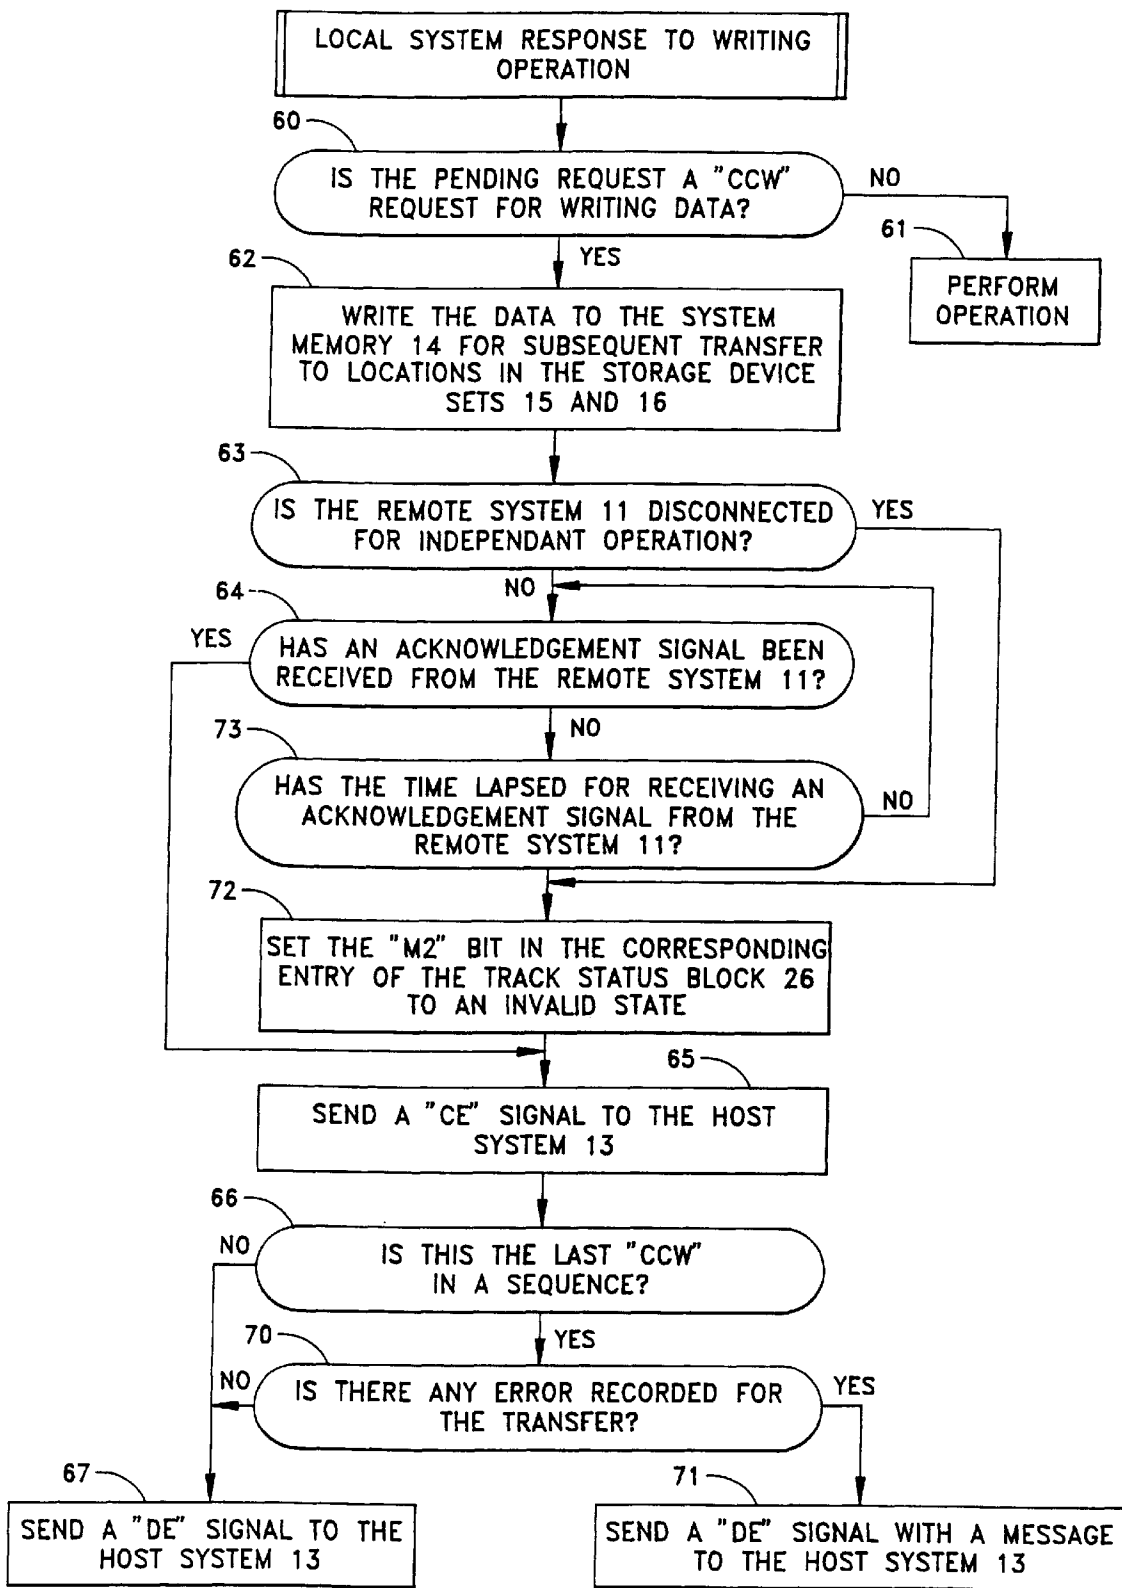 LOCAL SYSTEM RESPONSE TO WRITING
OPERATION
60
IS THE PENDING REQUEST A "CCW"
REQUEST FOR WRITING DATA?
NO
61
PERFORM
OPERATION
YES
62
WRITE THE DATA TO THE SYSTEM
MEMORY 14 FOR SUBSEQUENT TRANSFER
TO LOCATIONS IN THE STORAGE DEVICE
SETS 15 AND 16
63
IS THE REMOTE SYSTEM 11 DISCONNECTED
FOR INDEPENDANT OPERATION?
YES
NO
64
YES
HAS AN ACKNOWLEDGEMENT SIGNAL BEEN
RECEIVED FROM THE REMOTE SYSTEM 11?
NO
73
HAS THE TIME LAPSED FOR RECEIVING AN
ACKNOWLEDGEMENT SIGNAL FROM THE
REMOTE SYSTEM 11?
NO
72
SET THE "M2" BIT IN THE CORRESPONDING
ENTRY OF THE TRACK STATUS BLOCK 26
TO AN INVALID STATE
65
SEND A "CE" SIGNAL TO THE HOST
SYSTEM 13
66
NO
IS THIS THE LAST "CCW"
IN A SEQUENCE?
YES
70
NO
IS THERE ANY ERROR RECORDED FOR
THE TRANSFER?
YES
67
SEND A "DE" SIGNAL TO THE
HOST SYSTEM 13
71
SEND A "DE" SIGNAL WITH A MESSAGE
TO THE HOST SYSTEM 13